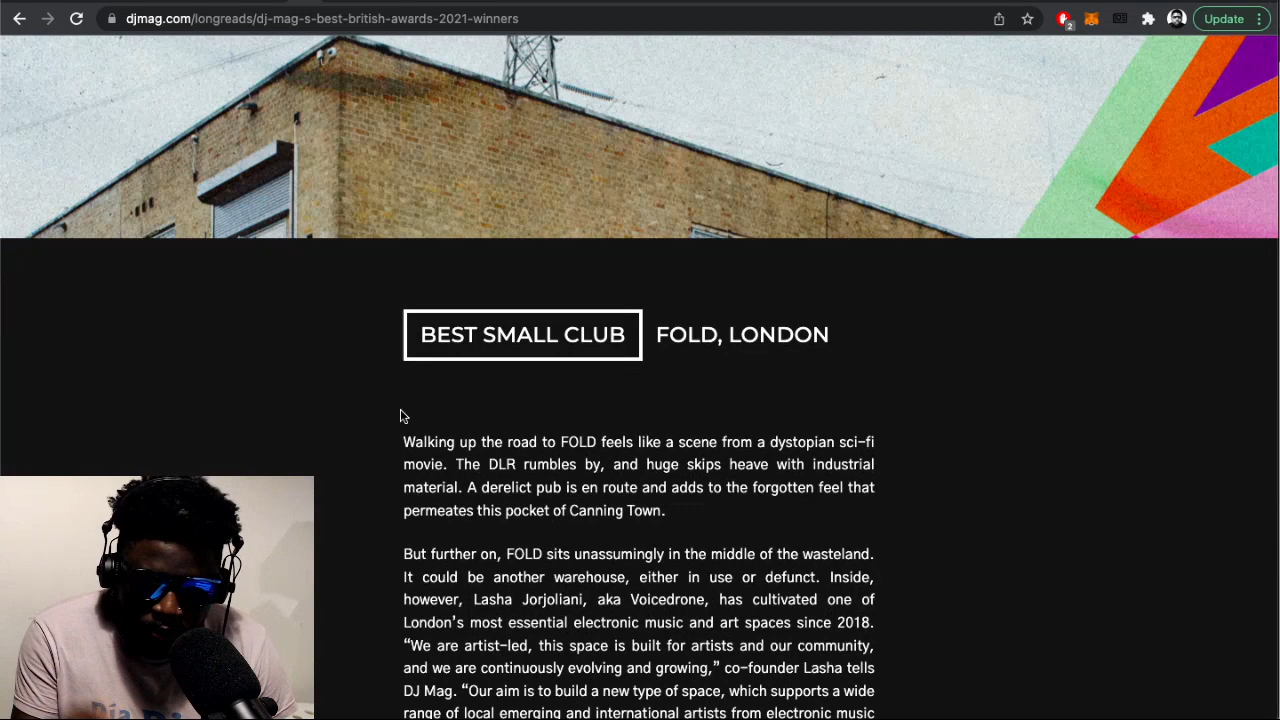 djmag.com/longreads/dj-mag-s-best-british-awards-2021-winners
2
Update
BEST SMALL CLUB FOLD, LONDON
Walking up the road to FOLD feels like a scene from a dystopian sci-fi
movie. The DLR rumbles by, and huge skips heave with industrial
material. A derelict pub is en route and adds to the forgotten feel that
permeates this pocket of Canning Town.
But further on, FOLD sits unassumingly in the middle of the wasteland.
It could be another warehouse, either in use or defunct. Inside,
however, Lasha Jorjoliani, aka Voicedrone, has cultivated one of
London's most essential electronic music and art spaces since 2018.
“We are artist-led, this space is built for artists and our community,
and we are continuously evolving and growing,” co-founder Lasha tells
DJ Mag. “Our aim is to build a new type of space, which supports a wide
range of local emerging and international artists from electronic music
Día